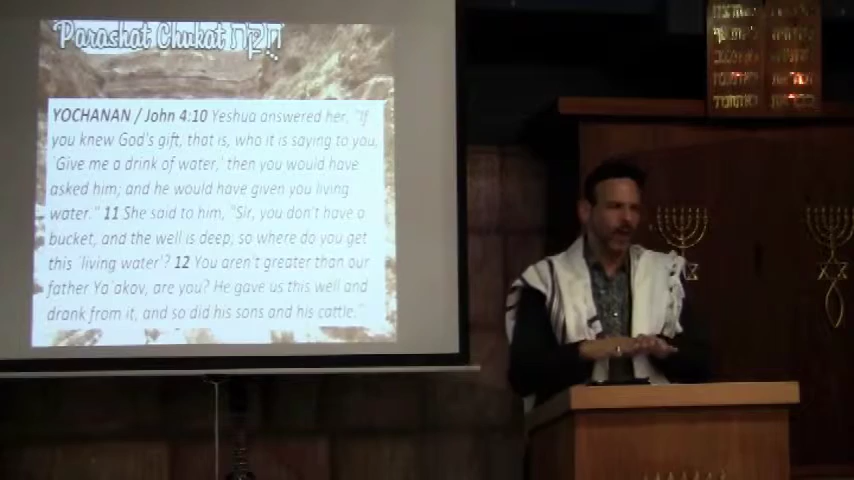 Parashat Chukat חֻקַּת
YOCHANAN / John 4:10 Yeshua answered her, "If
you knew God's gift, that is, who it is saying to you,
'Give me a drink of water,' then you would have
asked him; and he would have given you living
water." 11 She said to him, "Sir, you don't have a
bucket, and the well is deep; so where do you get
this 'living water'? 12 You aren't greater than our
father Ya'akov, are you? He gave us this well and
drank from it, and so did his sons and his cattle."